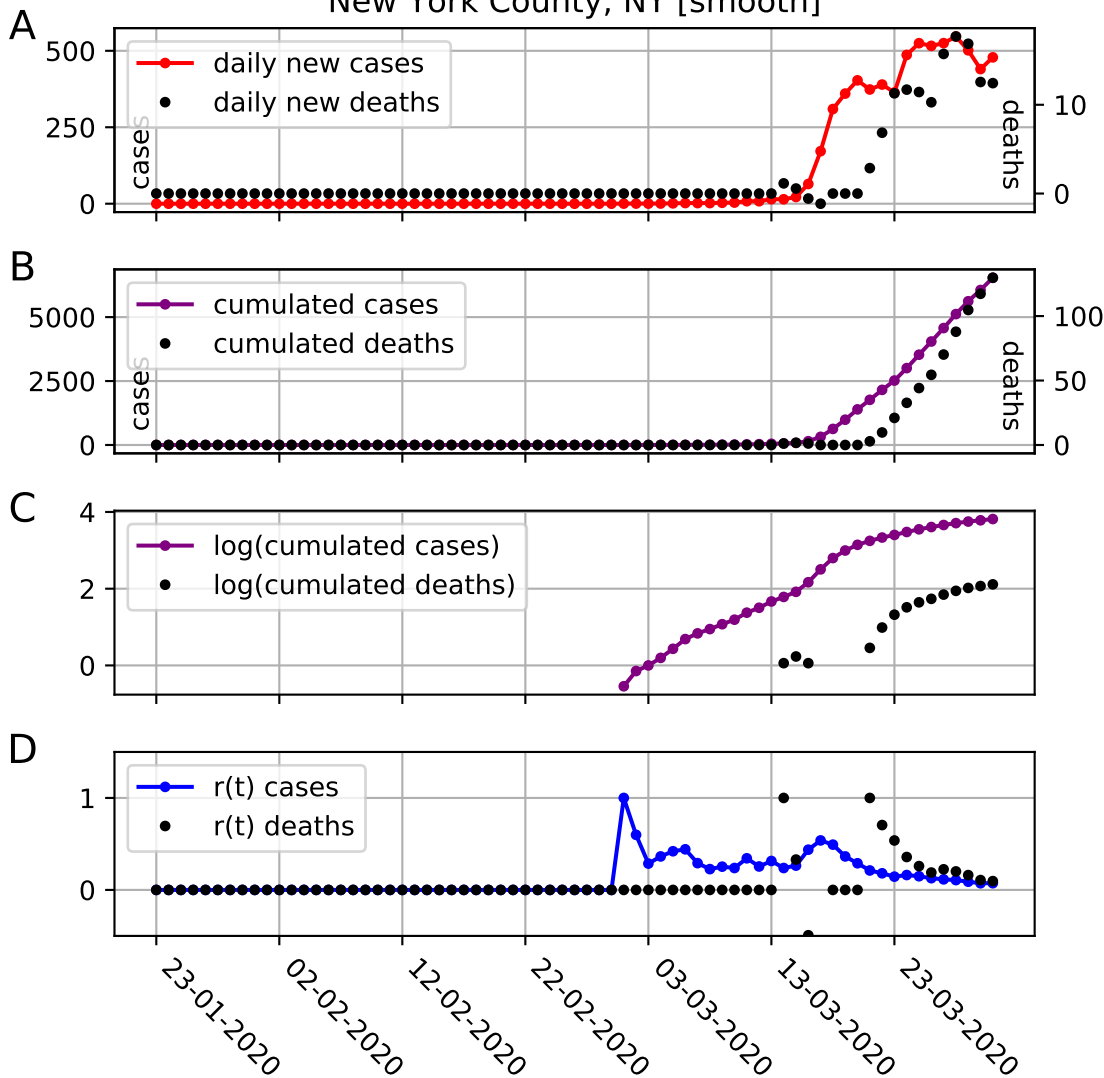 New York County, NY [smooth]
A
500
250
0
cases
daily new cases
daily new deaths
10
0
deaths
B
5000
2500
0
cases
cumulated cases
cumulated deaths
100
50
0
deaths
C
4
2
0
log(cumulated cases)
log(cumulated deaths)
D
1
0
r(t) cases
r(t) deaths
23-01-2020
02-02-2020
12-02-2020
22-02-2020
03-03-2020
13-03-2020
23-03-2020